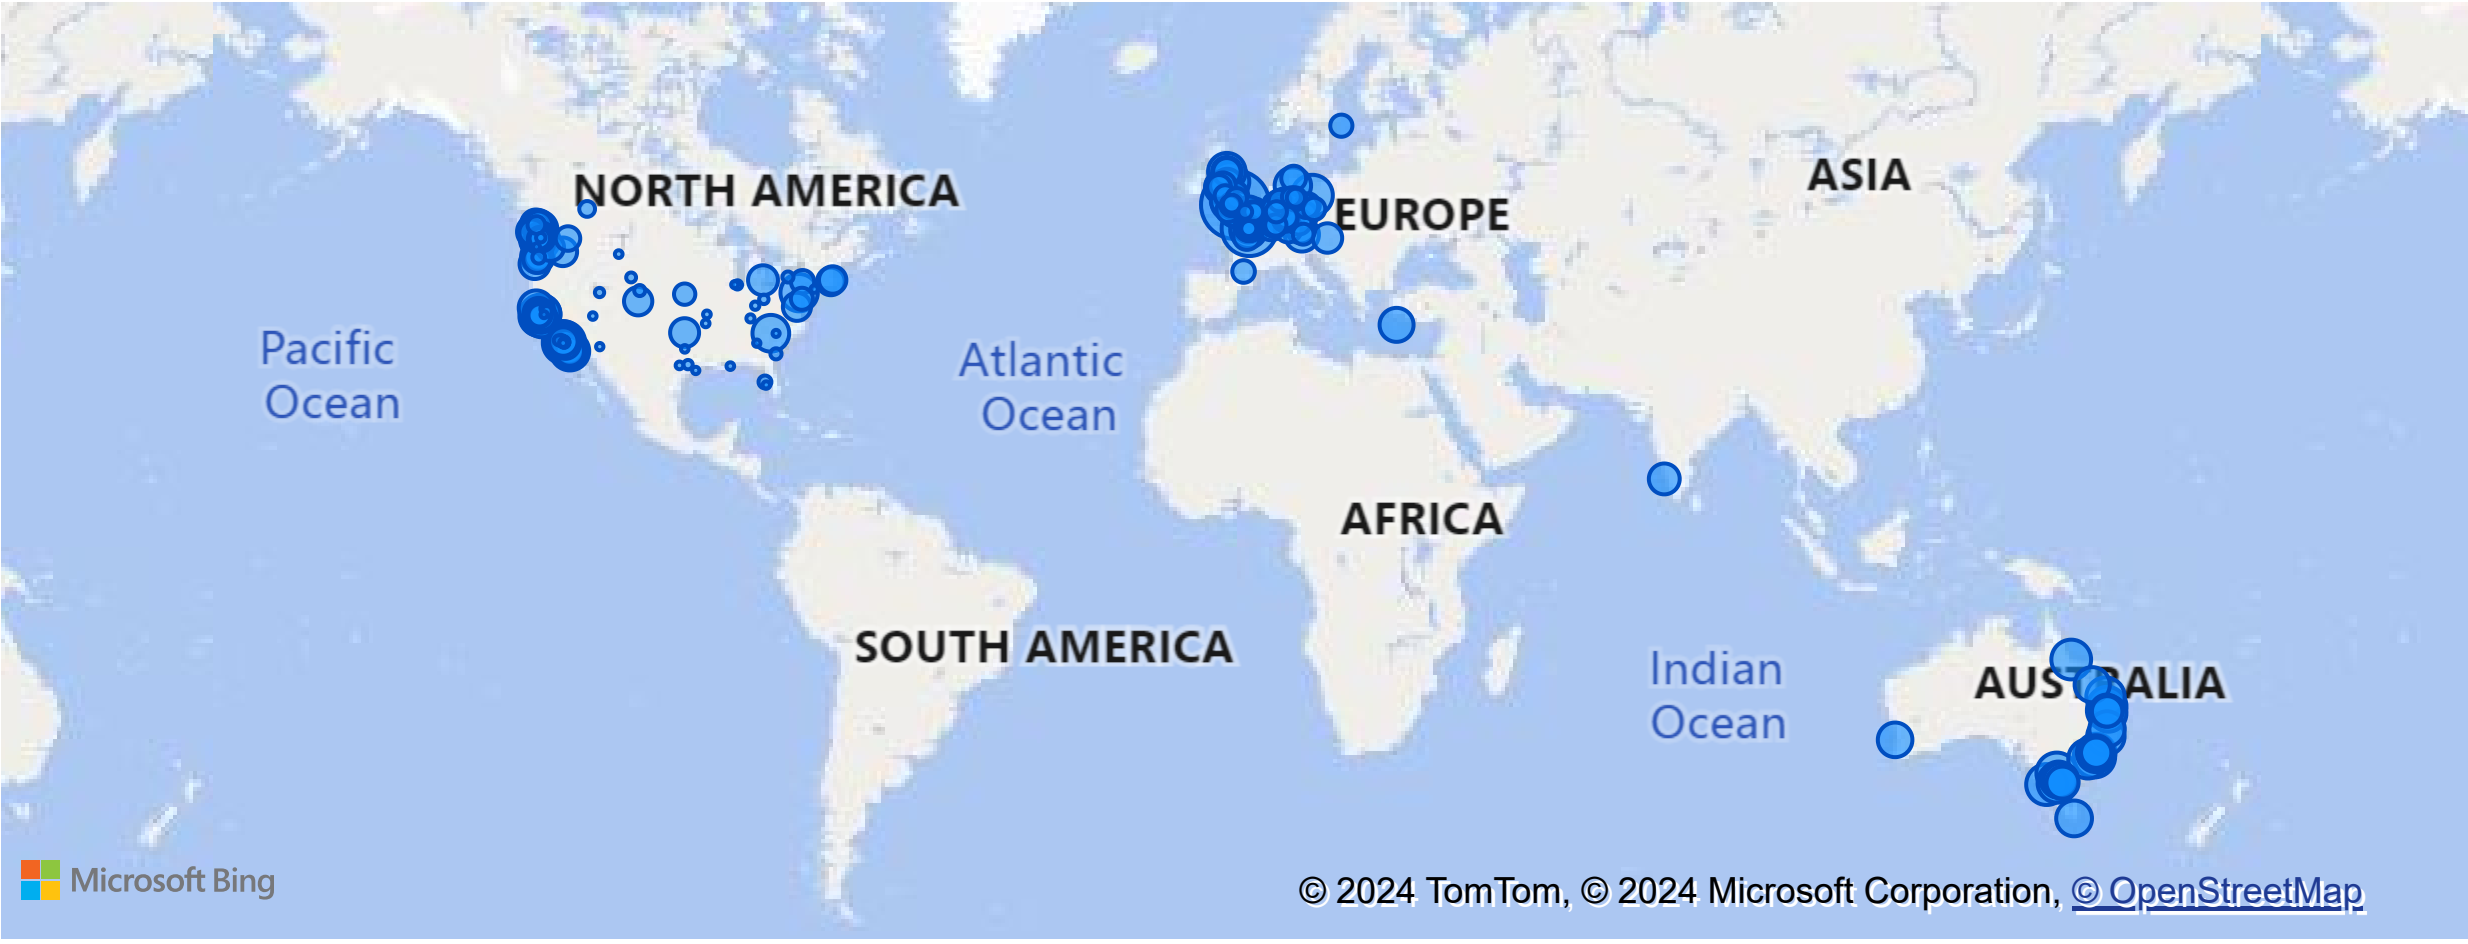 NORTH AMERICA
ASIA
EUROPE
Pacific
Ocean
Atlantic
Ocean
AFRICA
SOUTH AMERICA
Indian
Ocean
AUSTRALIA
Microsoft Bing
© 2024 TomTom, © 2024 Microsoft Corporation, © OpenStreetMap